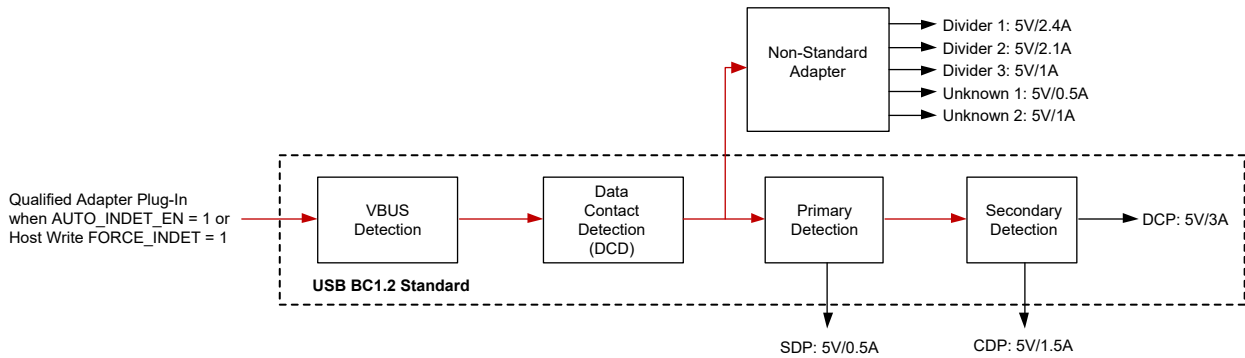 Non-Standard
Adapter
Divider 1: 5V/2.4A
Divider 2: 5V/2.1A
Divider 3: 5V/1A
Unknown 1: 5V/0.5A
Unknown 2: 5V/1A
Qualified Adapter Plug-In
when AUTO_INDET_EN = 1 or
Host Write FORCE_INDET = 1
VBUS
Detection
Data
Contact
Detection
(DCD)
Primary
Detection
Secondary
Detection
DCP: 5V/3A
USB BC1.2 Standard
SDP: 5V/0.5A
CDP: 5V/1.5A